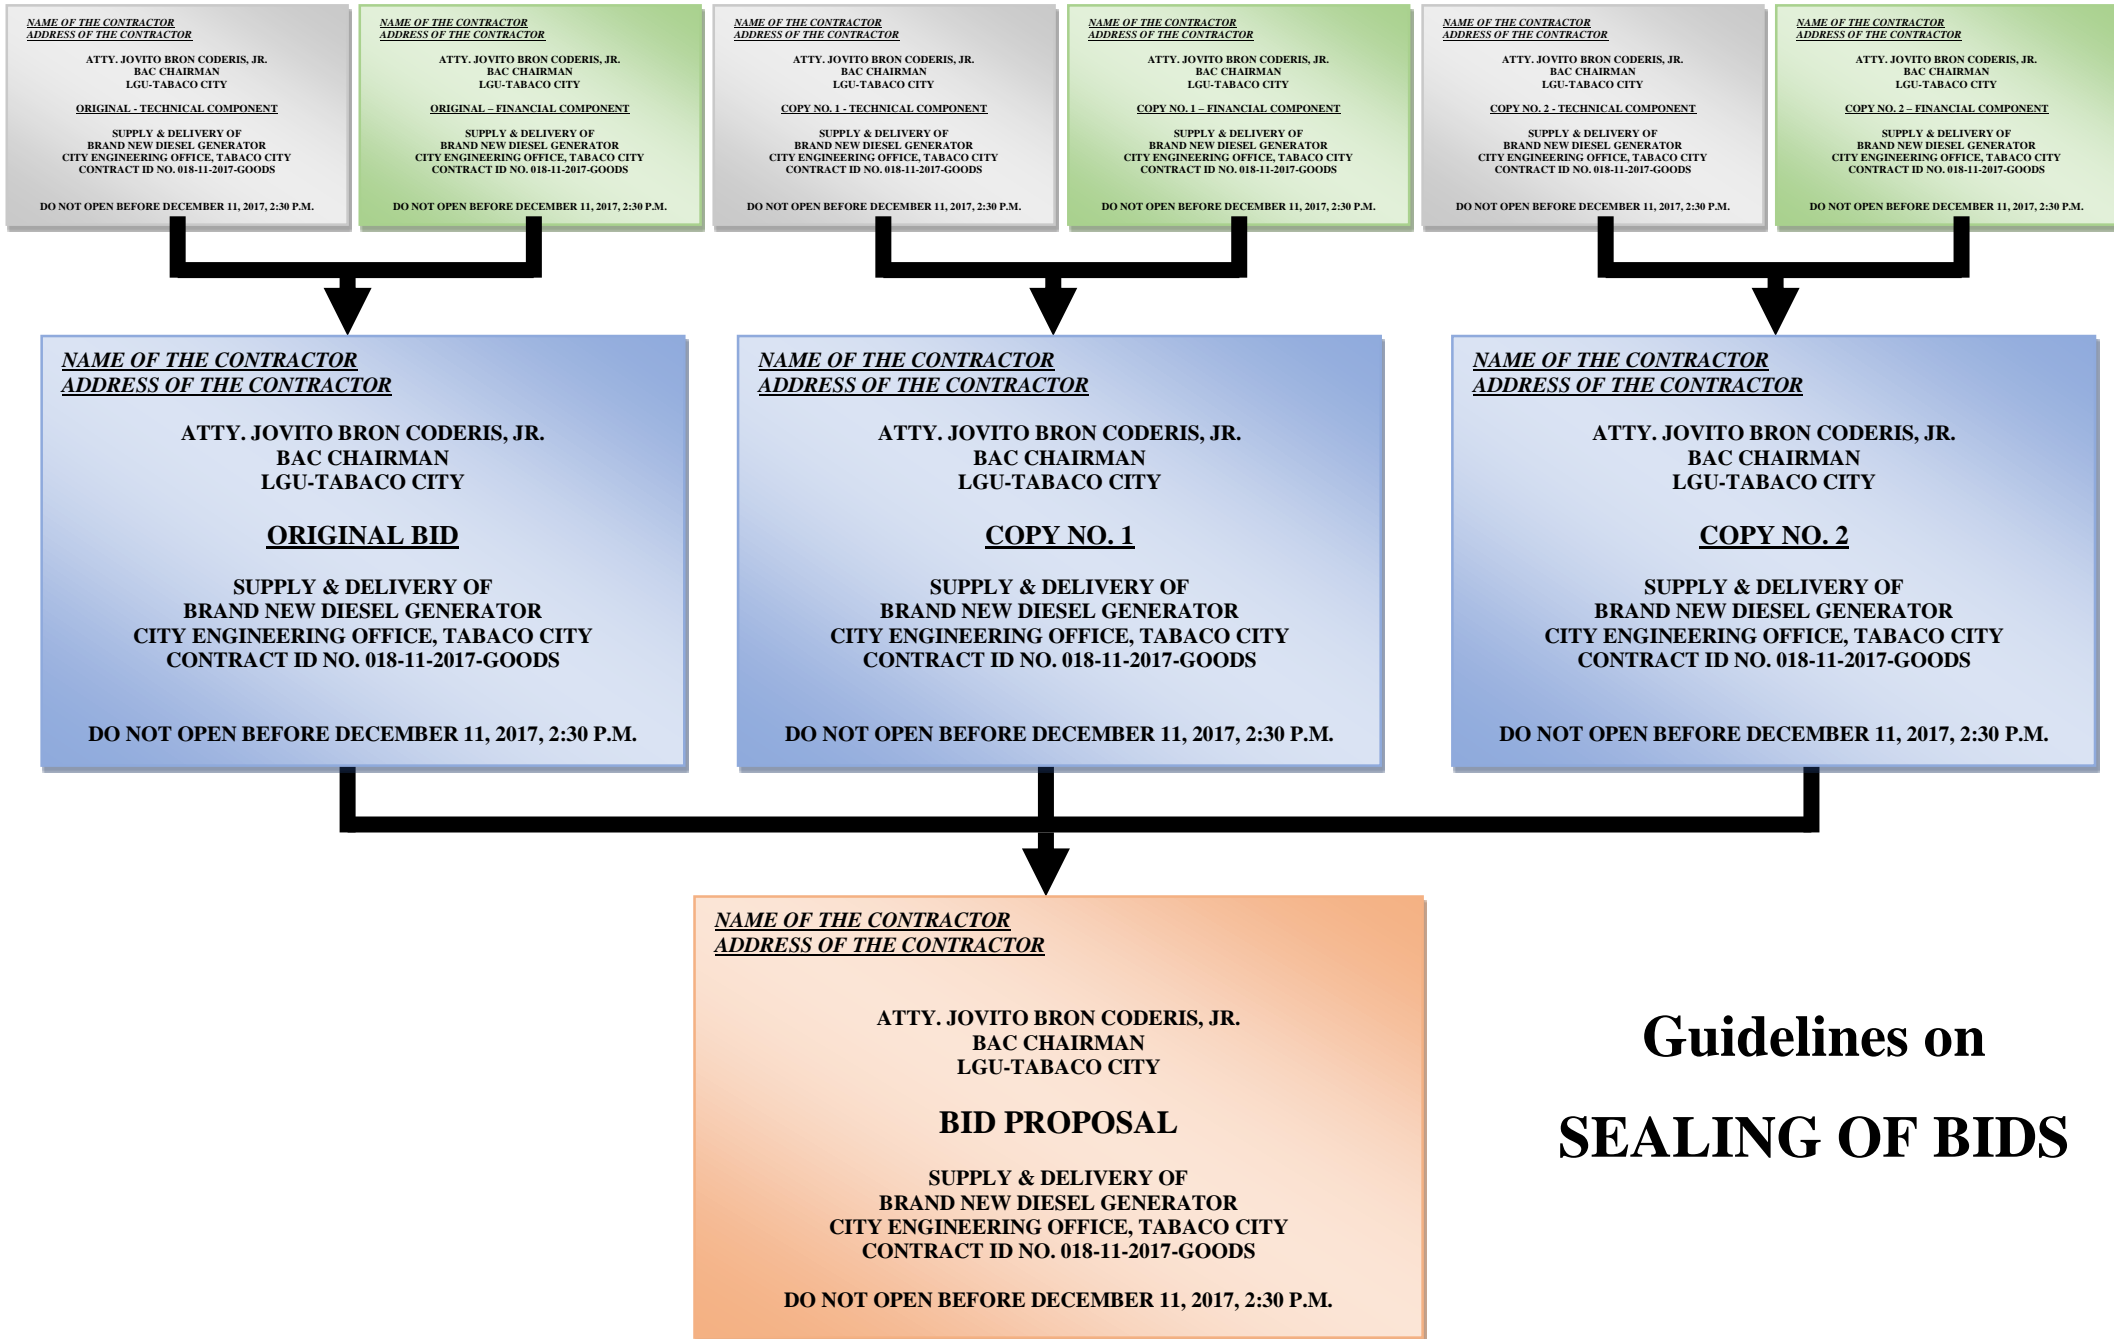 NAME OF THE CONTRACTOR
ADDRESS OF THE CONTRACTOR
ATTY. JOVITO BRON CODERIS, JR.
BAC CHAIRMAN
LGU-TABACO CITY
ORIGINAL - TECHNICAL COMPONENT
SUPPLY & DELIVERY OF
BRAND NEW DIESEL GENERATOR
CITY ENGINEERING OFFICE, TABACO CITY
CONTRACT ID NO. 018-11-2017-GOODS
DO NOT OPEN BEFORE DECEMBER 11, 2017, 2:30 P.M.
NAME OF THE CONTRACTOR
ADDRESS OF THE CONTRACTOR
ATTY. JOVITO BRON CODERIS, JR.
BAC CHAIRMAN
LGU-TABACO CITY
ORIGINAL – FINANCIAL COMPONENT
SUPPLY & DELIVERY OF
BRAND NEW DIESEL GENERATOR
CITY ENGINEERING OFFICE, TABACO CITY
CONTRACT ID NO. 018-11-2017-GOODS
DO NOT OPEN BEFORE DECEMBER 11, 2017, 2:30 P.M.
NAME OF THE CONTRACTOR
ADDRESS OF THE CONTRACTOR
ATTY. JOVITO BRON CODERIS, JR.
BAC CHAIRMAN
LGU-TABACO CITY
COPY NO. 1 - TECHNICAL COMPONENT
SUPPLY & DELIVERY OF
BRAND NEW DIESEL GENERATOR
CITY ENGINEERING OFFICE, TABACO CITY
CONTRACT ID NO. 018-11-2017-GOODS
DO NOT OPEN BEFORE DECEMBER 11, 2017, 2:30 P.M.
NAME OF THE CONTRACTOR
ADDRESS OF THE CONTRACTOR
ATTY. JOVITO BRON CODERIS, JR.
BAC CHAIRMAN
LGU-TABACO CITY
COPY NO. 1 – FINANCIAL COMPONENT
SUPPLY & DELIVERY OF
BRAND NEW DIESEL GENERATOR
CITY ENGINEERING OFFICE, TABACO CITY
CONTRACT ID NO. 018-11-2017-GOODS
DO NOT OPEN BEFORE DECEMBER 11, 2017, 2:30 P.M.
NAME OF THE CONTRACTOR
ADDRESS OF THE CONTRACTOR
ATTY. JOVITO BRON CODERIS, JR.
BAC CHAIRMAN
LGU-TABACO CITY
COPY NO. 2 - TECHNICAL COMPONENT
SUPPLY & DELIVERY OF
BRAND NEW DIESEL GENERATOR
CITY ENGINEERING OFFICE, TABACO CITY
CONTRACT ID NO. 018-11-2017-GOODS
DO NOT OPEN BEFORE DECEMBER 11, 2017, 2:30 P.M.
NAME OF THE CONTRACTOR
ADDRESS OF THE CONTRACTOR
ATTY. JOVITO BRON CODERIS, JR.
BAC CHAIRMAN
LGU-TABACO CITY
COPY NO. 2 – FINANCIAL COMPONENT
SUPPLY & DELIVERY OF
BRAND NEW DIESEL GENERATOR
CITY ENGINEERING OFFICE, TABACO CITY
CONTRACT ID NO. 018-11-2017-GOODS
DO NOT OPEN BEFORE DECEMBER 11, 2017, 2:30 P.M.
NAME OF THE CONTRACTOR
ADDRESS OF THE CONTRACTOR
ATTY. JOVITO BRON CODERIS, JR.
BAC CHAIRMAN
LGU-TABACO CITY
ORIGINAL BID
SUPPLY & DELIVERY OF
BRAND NEW DIESEL GENERATOR
CITY ENGINEERING OFFICE, TABACO CITY
CONTRACT ID NO. 018-11-2017-GOODS
DO NOT OPEN BEFORE DECEMBER 11, 2017, 2:30 P.M.
NAME OF THE CONTRACTOR
ADDRESS OF THE CONTRACTOR
ATTY. JOVITO BRON CODERIS, JR.
BAC CHAIRMAN
LGU-TABACO CITY
COPY NO. 1
SUPPLY & DELIVERY OF
BRAND NEW DIESEL GENERATOR
CITY ENGINEERING OFFICE, TABACO CITY
CONTRACT ID NO. 018-11-2017-GOODS
DO NOT OPEN BEFORE DECEMBER 11, 2017, 2:30 P.M.
NAME OF THE CONTRACTOR
ADDRESS OF THE CONTRACTOR
ATTY. JOVITO BRON CODERIS, JR.
BAC CHAIRMAN
LGU-TABACO CITY
COPY NO. 2
SUPPLY & DELIVERY OF
BRAND NEW DIESEL GENERATOR
CITY ENGINEERING OFFICE, TABACO CITY
CONTRACT ID NO. 018-11-2017-GOODS
DO NOT OPEN BEFORE DECEMBER 11, 2017, 2:30 P.M.
NAME OF THE CONTRACTOR
ADDRESS OF THE CONTRACTOR
ATTY. JOVITO BRON CODERIS, JR.
BAC CHAIRMAN
LGU-TABACO CITY
BID PROPOSAL
SUPPLY & DELIVERY OF
BRAND NEW DIESEL GENERATOR
CITY ENGINEERING OFFICE, TABACO CITY
CONTRACT ID NO. 018-11-2017-GOODS
DO NOT OPEN BEFORE DECEMBER 11, 2017, 2:30 P.M.
Guidelines on
SEALING OF BIDS